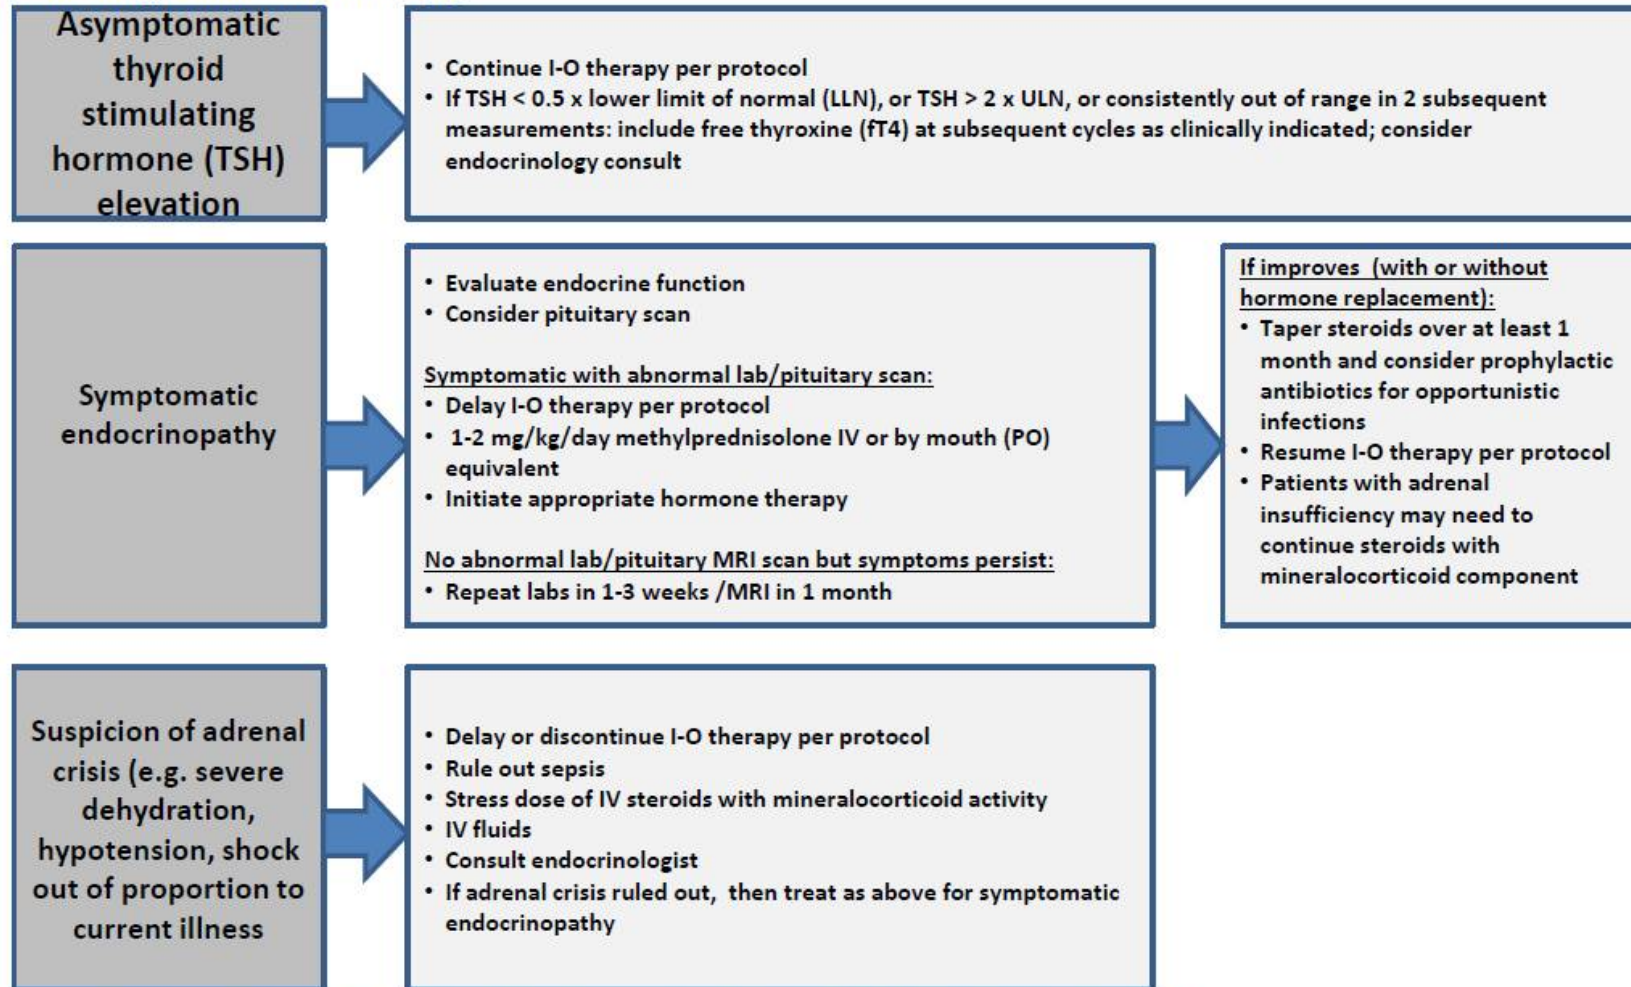 Asymptomatic
thyroid
stimulating
hormone (TSH)
elevation
• Continue I-O therapy per protocol
• If TSH < 0.5 x lower limit of normal (LLN), or TSH > 2 x ULN, or consistently out of range in 2 subsequent
measurements: include free thyroxine (fT4) at subsequent cycles as clinically indicated; consider
endocrinology consult
Symptomatic
endocrinopathy
• Evaluate endocrine function
• Consider pituitary scan
Symptomatic with abnormal lab/pituitary scan:
• Delay I-O therapy per protocol
• 1-2 mg/kg/day methylprednisolone IV or by mouth (PO)
equivalent
• Initiate appropriate hormone therapy
No abnormal lab/pituitary MRI scan but symptoms persist:
• Repeat labs in 1-3 weeks /MRI in 1 month
If improves (with or without
hormone replacement):
• Taper steroids over at least 1
month and consider prophylactic
antibiotics for opportunistic
infections
• Resume I-O therapy per protocol
• Patients with adrenal
insufficiency may need to
continue steroids with
mineralocorticoid component
Suspicion of adrenal
crisis (e.g. severe
dehydration,
hypotension, shock
out of proportion to
current illness
• Delay or discontinue I-O therapy per protocol
• Rule out sepsis
• Stress dose of IV steroids with mineralocorticoid activity
• IV fluids
• Consult endocrinologist
• If adrenal crisis ruled out, then treat as above for symptomatic
endocrinopathy